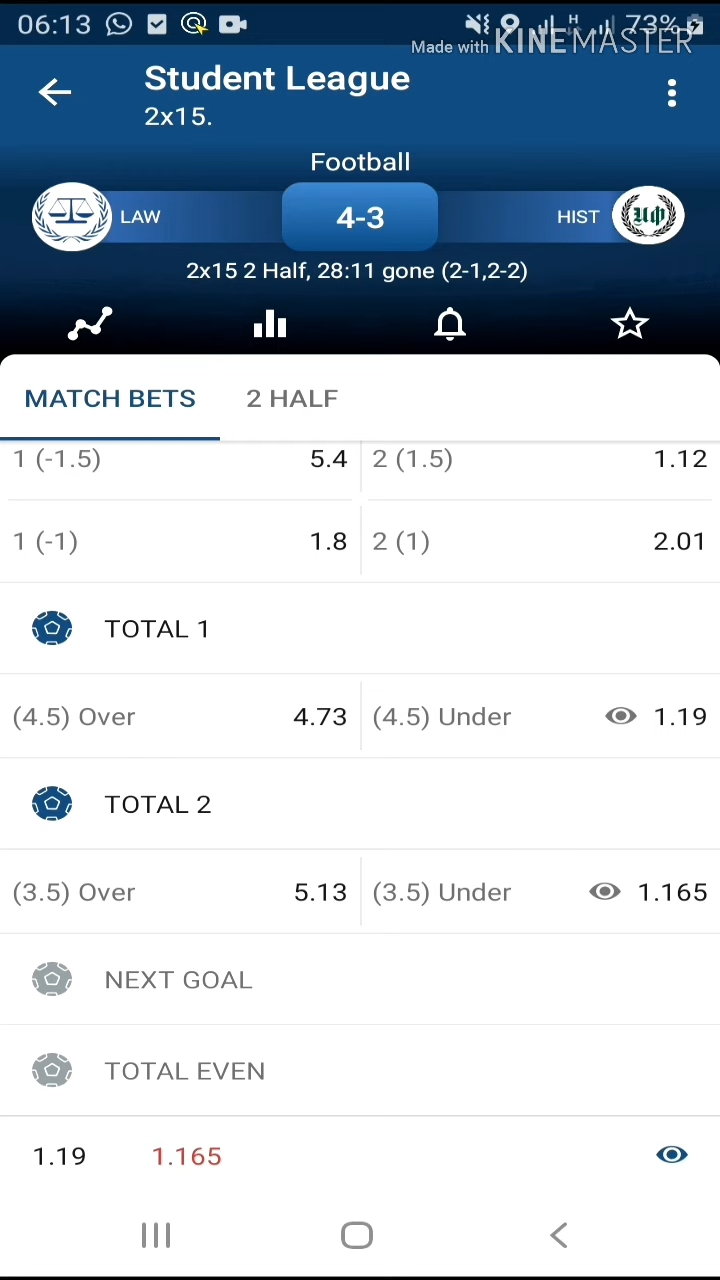 06:13
H
73%
Made with KINEMASTER
Student League
2x15.
Football
LAW
4-3
HIST
ИФ
2x15 2 Half, 28:11 gone (2-1,2-2)
MATCH BETS 2 HALF
1 (-1.5) 5.4 2 (1.5) 1.12
1 (-1) 1.8 2 (1) 2.01
TOTAL 1
(4.5) Over 4.73 (4.5) Under 1.19
TOTAL 2
(3.5) Over 5.13 (3.5) Under 1.165
NEXT GOAL
TOTAL EVEN
1.19 1.165